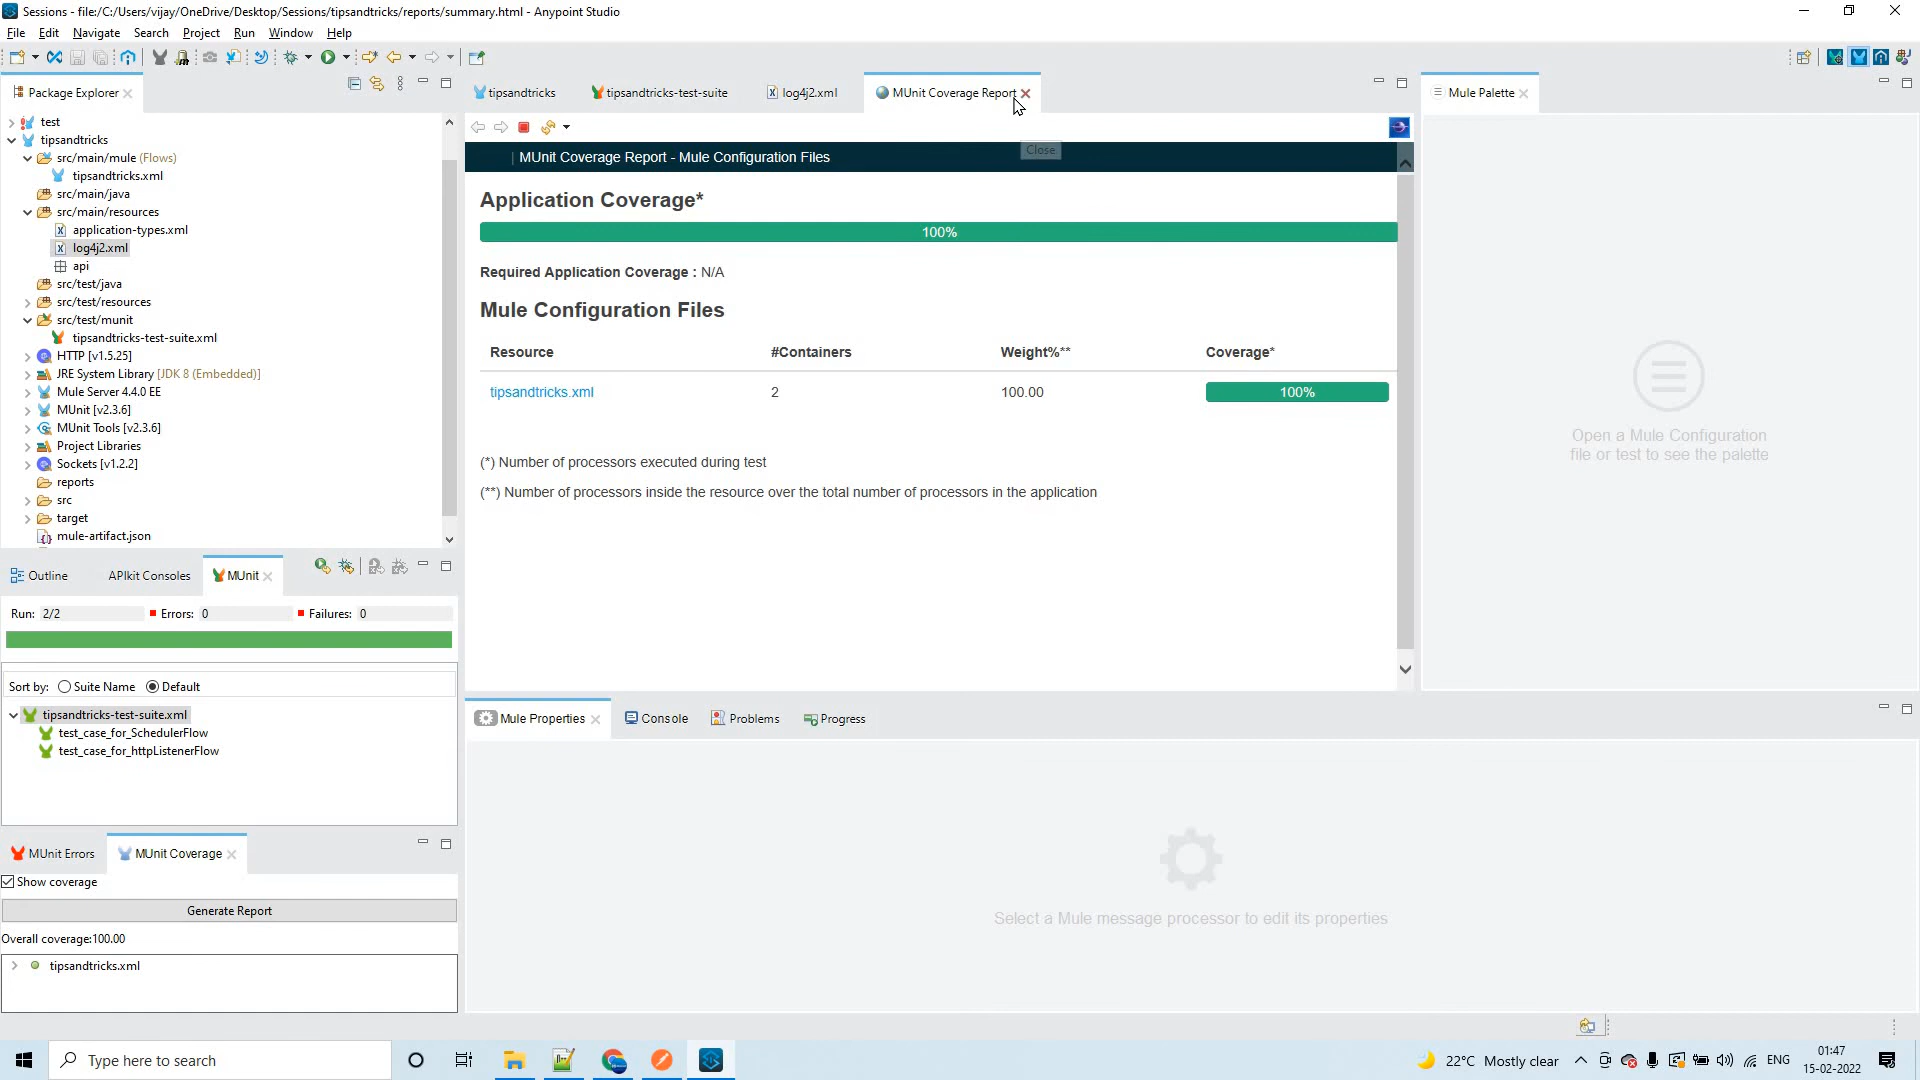 Sessions - file:/C:/Users/vijay/OneDrive/Desktop/Sessions/tipsandtricks/reports/summary.html - Anypoint Studio
File Edit Navigate Search Project Run Window Help
Package Explorer
tipsandtricks
tipsandtricks-test-suite
log4j2.xml
MUnit Coverage Report
Mule Palette
test
tipsandtricks
src/main/mule (Flows)
tipsandtricks.xml
src/main/java
src/main/resources
application-types.xml
log4j2.xml
api
src/test/java
src/test/resources
src/test/munit
tipsandtricks-test-suite.xml
HTTP [v1.5.25]
JRE System Library [JDK 8 (Embedded)]
Mule Server 4.4.0 EE
MUnit [v2.3.6]
MUnit Tools [v2.3.6]
Project Libraries
Sockets [v1.2.2]
reports
src
target
mule-artifact.json
Close
| MUnit Coverage Report - Mule Configuration Files
Application Coverage*
100%
Required Application Coverage : N/A
Mule Configuration Files
Resource #Containers Weight%** Coverage*
tipsandtricks.xml 2 100.00 100%
(*) Number of processors executed during test
(**) Number of processors inside the resource over the total number of processors in the application
Open a Mule Configuration
file or test to see the palette
Outline APIkit Consoles MUnit
Run: 2/2 Errors: 0 Failures: 0
Sort by: Suite Name Default
tipsandtricks-test-suite.xml
test_case_for_SchedulerFlow
test_case_for_httpListenerFlow
MUnit Errors MUnit Coverage
Show coverage
Generate Report
Overall coverage:100.00
tipsandtricks.xml
Mule Properties Console Problems Progress
Select a Mule message processor to edit its properties
Type here to search
22°C Mostly clear
ENG
01:47
15-02-2022